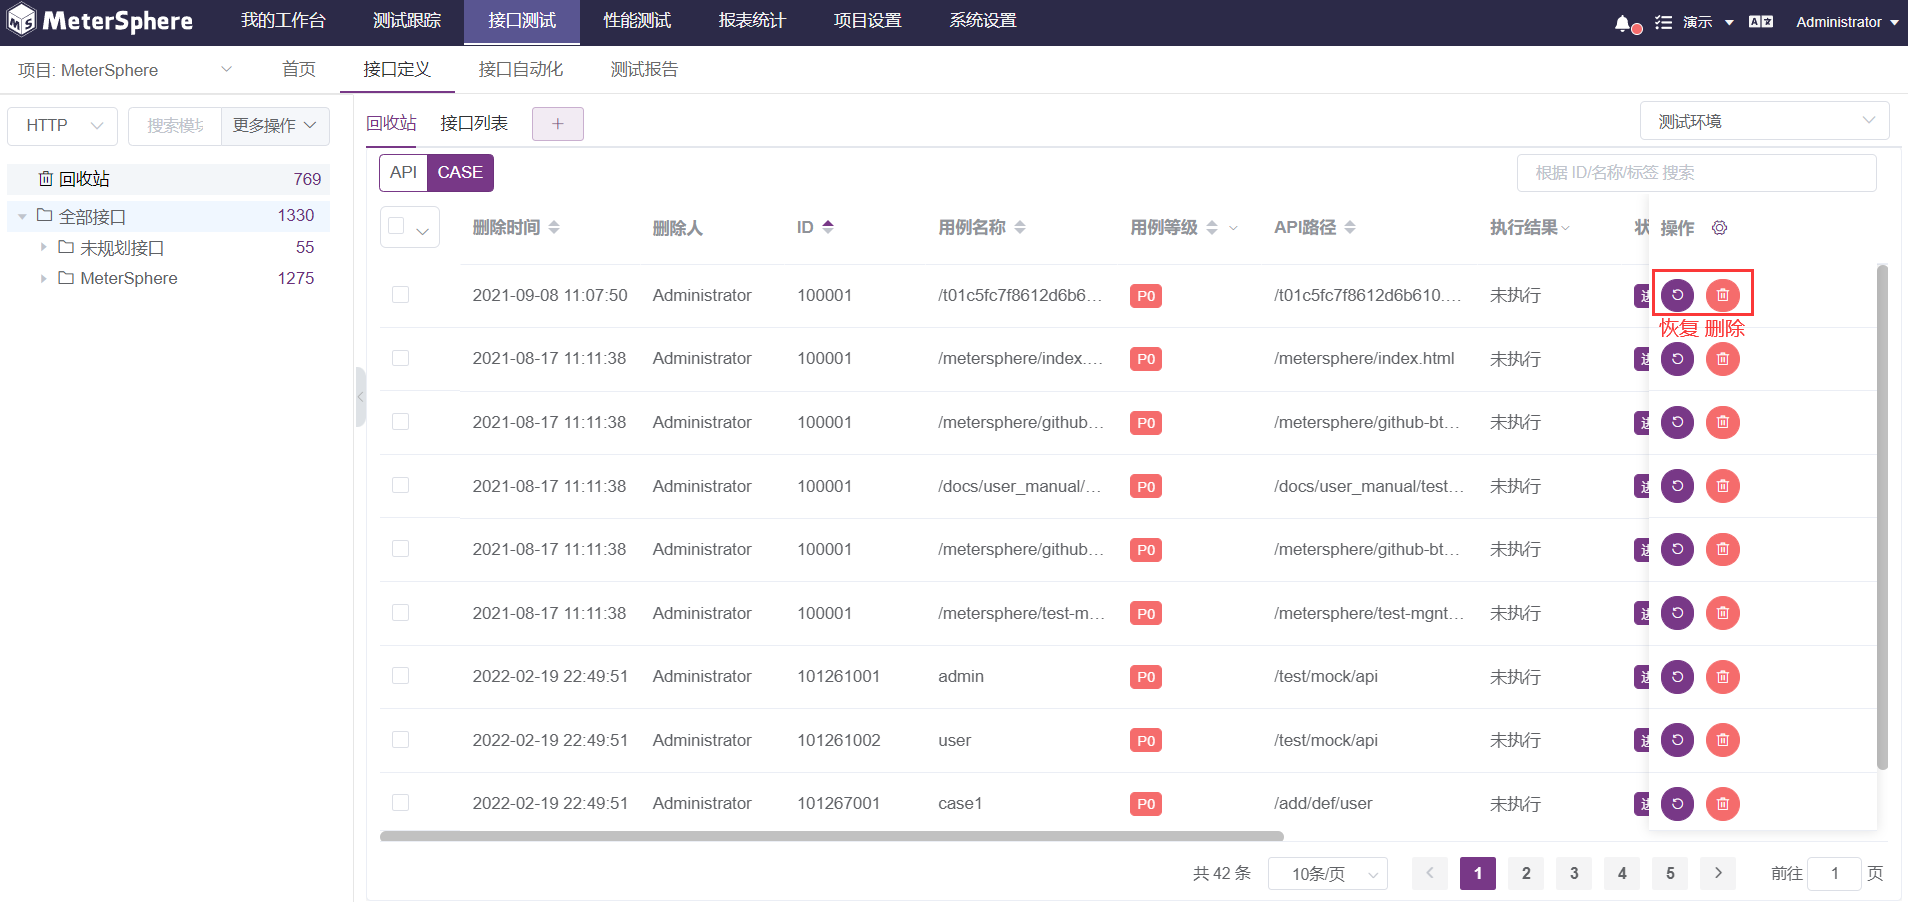 MeterSphere 我的工作台 测试跟踪 接口测试 性能测试 报表统计 项目设置 系统设置 演示 Administrator
项目: MeterSphere 首页 接口定义 接口自动化 测试报告
HTTP 搜索模块 更多操作
回收站 769
全部接口 1330
未规划接口 55
MeterSphere 1275
回收站 接口列表 + 测试环境
API CASE 根据 ID/名称/标签 搜索
删除时间 删除人 ID 用例名称 用例等级 API路径 执行结果 操作
2021-09-08 11:07:50 Administrator 100001 /t01c5fc7f8612d6b6… P0 /t01c5fc7f8612d6b610.… 未执行
恢复 删除
2021-08-17 11:11:38 Administrator 100001 /metersphere/index.… P0 /metersphere/index.html 未执行
2021-08-17 11:11:38 Administrator 100001 /metersphere/github… P0 /metersphere/github-bt… 未执行
2021-08-17 11:11:38 Administrator 100001 /docs/user_manual/… P0 /docs/user_manual/test… 未执行
2021-08-17 11:11:38 Administrator 100001 /metersphere/github… P0 /metersphere/github-bt… 未执行
2021-08-17 11:11:38 Administrator 100001 /metersphere/test-m… P0 /metersphere/test-mgnt… 未执行
2022-02-19 22:49:51 Administrator 101261001 admin P0 /test/mock/api 未执行
2022-02-19 22:49:51 Administrator 101261002 user P0 /test/mock/api 未执行
2022-02-19 22:49:51 Administrator 101267001 case1 P0 /add/def/user 未执行
共 42 条 10条/页 1 2 3 4 5 前往 1 页